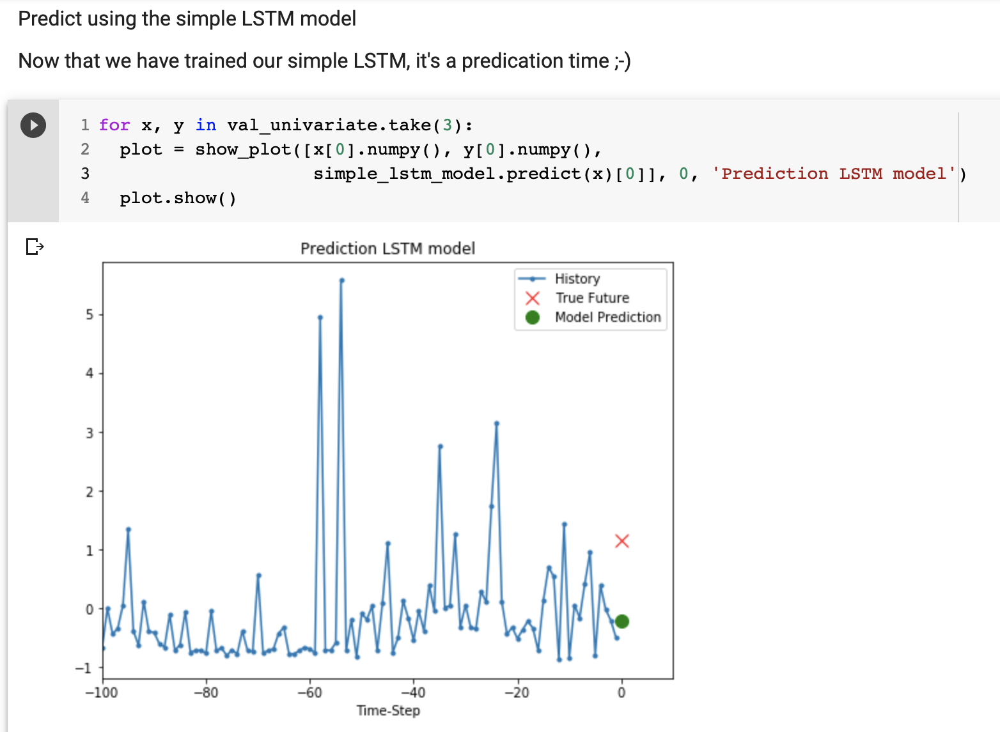 Predict using the simple LSTM model
Now that we have trained our simple LSTM, it's a predication time ;-)
1 for x, y in val_univariate.take(3):
2   plot = show_plot([x[0].numpy(), y[0].numpy(),
3                     simple_lstm_model.predict(x)[0]], 0, 'Prediction LSTM model')
4   plot.show()
Prediction LSTM model
History
True Future
Model Prediction
5
4
3
2
1
0
−1
−100 −80 −60 −40 −20 0
Time-Step